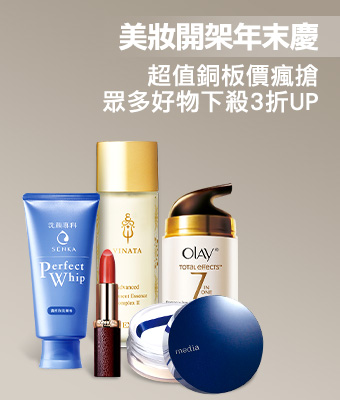 美妝開架年末慶
超值銅板價瘋搶
眾多好物下殺3折UP
洗顔専科
SENKA
Perfect
Whip
VINATA
Advanced
OLAY
TOTAL EFFECTS
7
IN
ONE
media